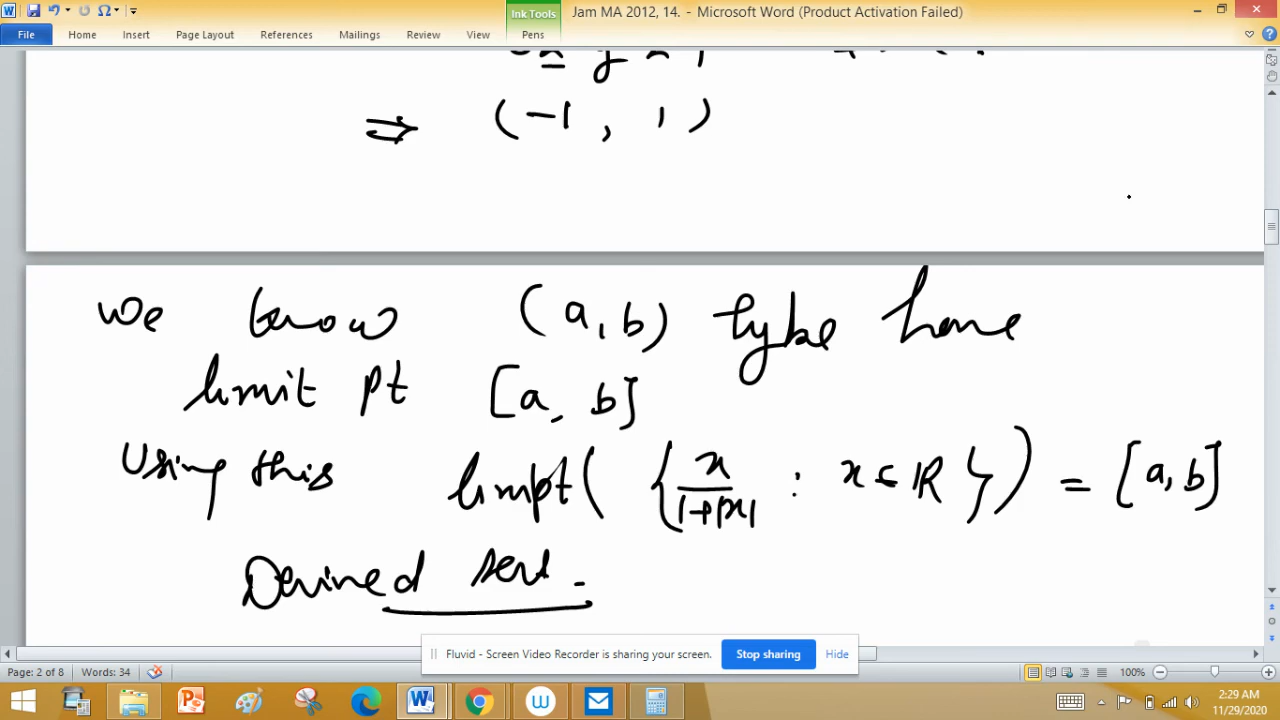 Jam MA 2012, 14. - Microsoft Word (Product Activation Failed)
Ink Tools
File Home Insert Page Layout References Mailings Review View Pens
⇒ (-1, 1)
we know (a, b) type have
limit pt [a, b]
Using this limpt( { x/1+|x| : x ∈ ℝ } ) = [a, b]
Derived set.
Fluvid - Screen Video Recorder is sharing your screen. Stop sharing Hide
Page: 2 of 8 Words: 34 100%
2:29 AM
11/29/2020